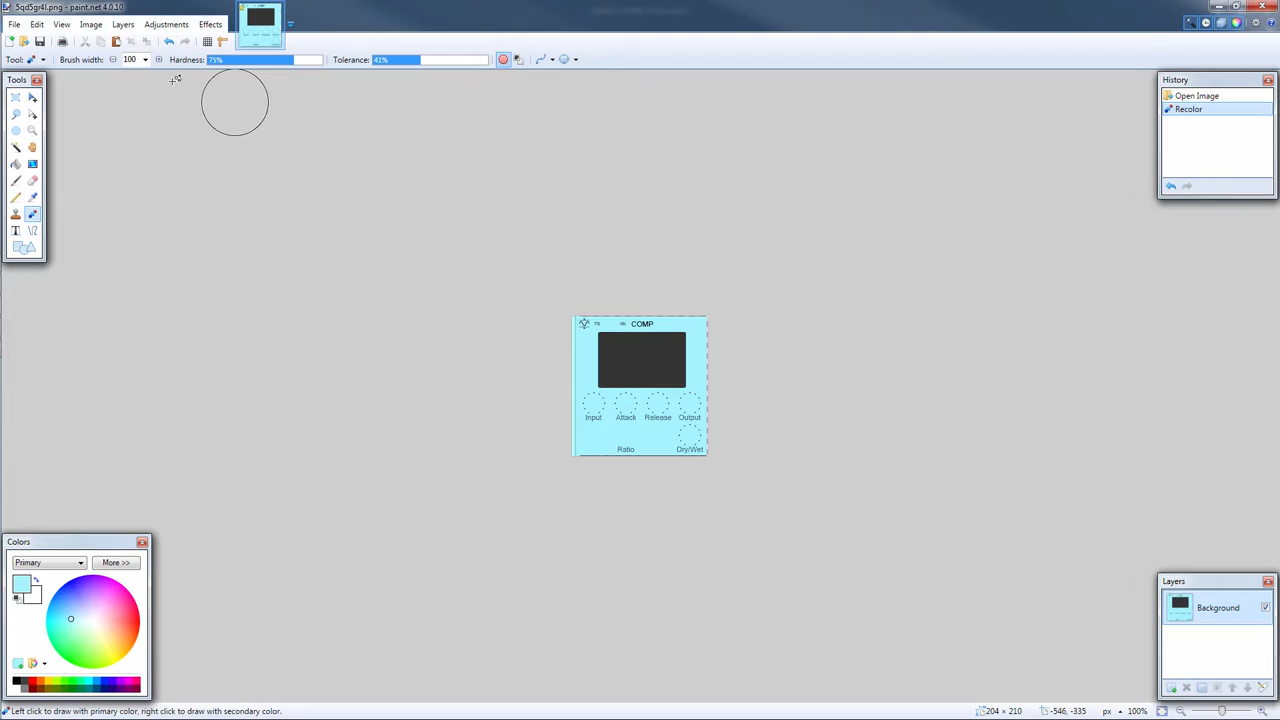 5qd5gr4l.png - paint.net 4.0.10
File Edit View Image Layers Adjustments Effects
Tool: Brush width: 100 Hardness: 75% Tolerance: 41%
Tools
History
Open Image
Recolor
COMP
Input Attack Release Output
Ratio Dry/Wet
Colors
Primary More >>
Layers
Background
Left click to draw with primary color, right click to draw with secondary color.
204 × 210 -546, -335 px 100%